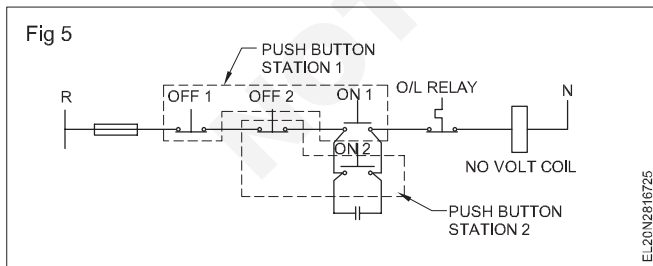 Fig 5
PUSH BUTTON
STATION 1
O/L RELAY
R
OFF 1
OFF 2
ON 1
N
ON 2
NO VOLT COIL
PUSH BUTTON
STATION 2
EL20N2816725
NOT